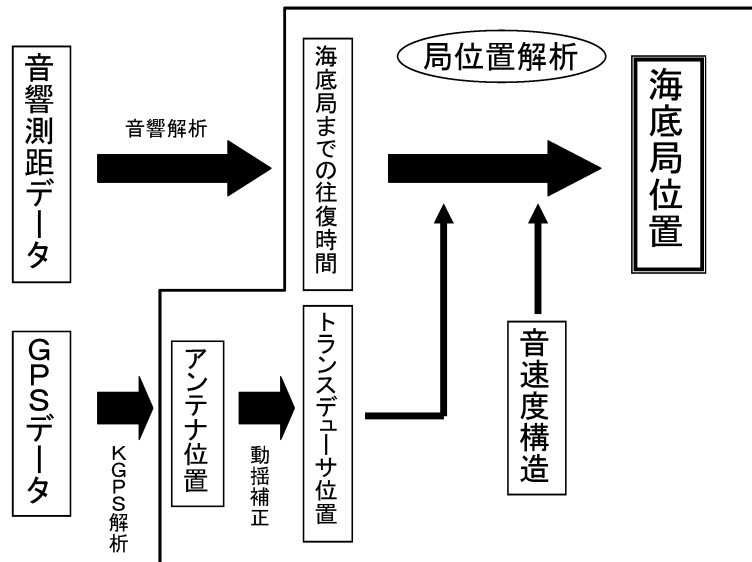 音響測距データ
音響解析
海底局までの往復時間
局位置解析
海底局位置
GPSデータ
KGPS解析
アンテナ位置
動揺補正
トランスデューサ位置
音速度構造